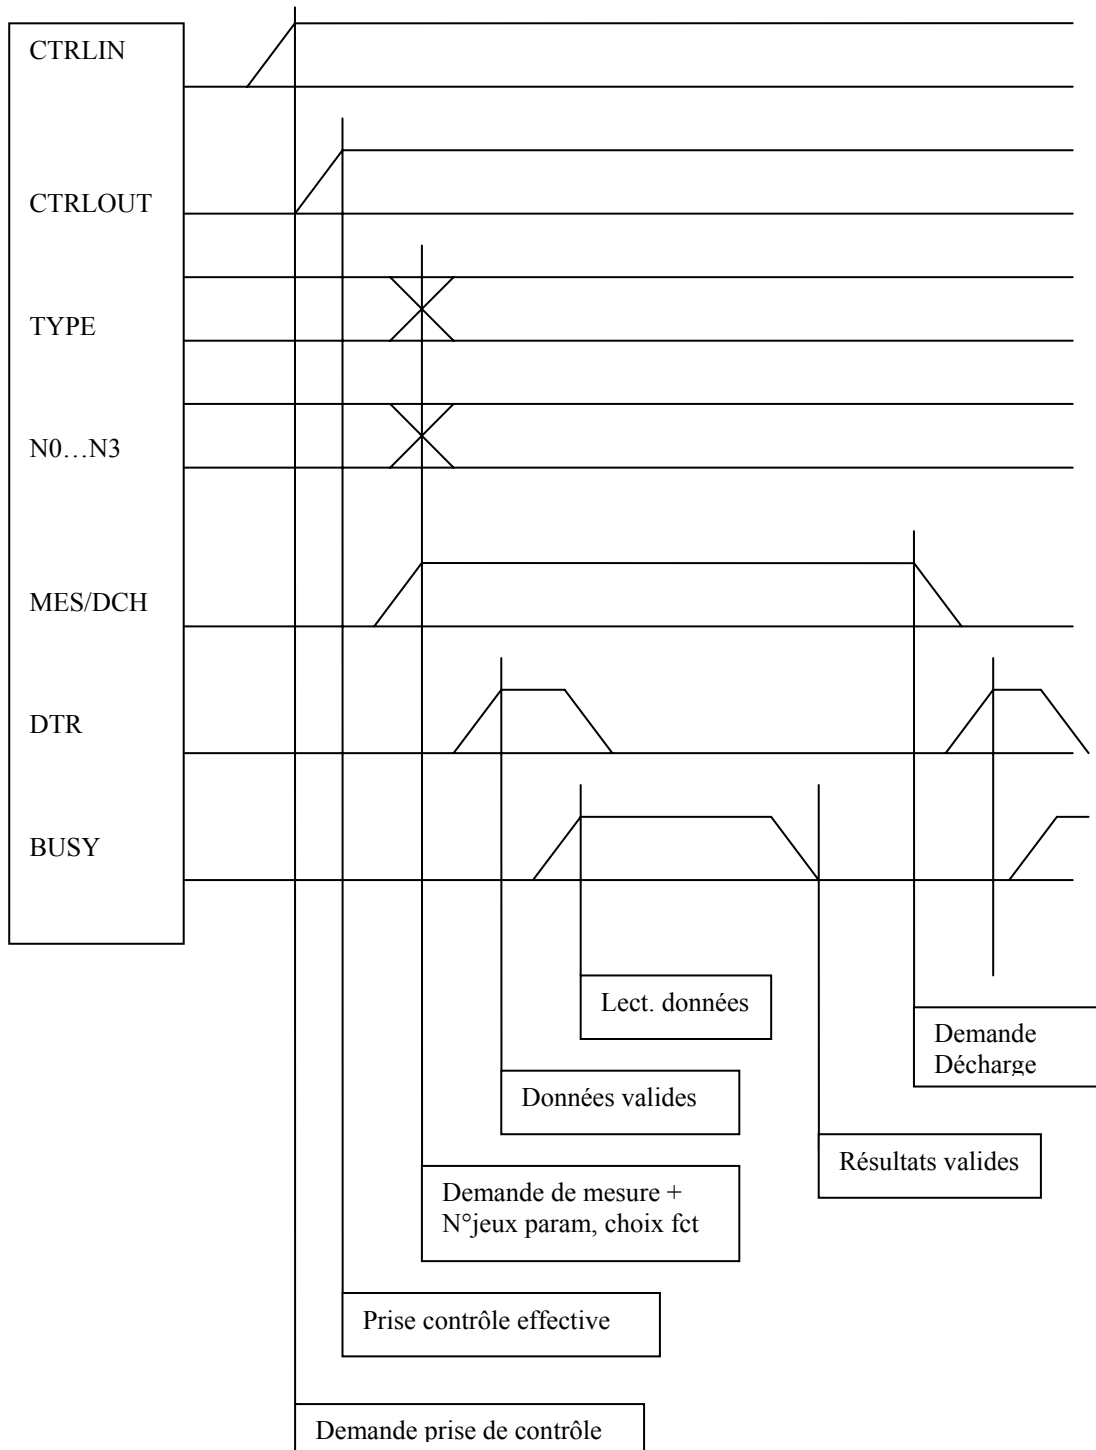 CTRLIN
CTRLOUT
TYPE
N0…N3
MES/DCH
DTR
BUSY
Lect. données
Demande
Décharge
Données valides
Résultats valides
Demande de mesure +
N°jeux param, choix fct
Prise contrôle effective
Demande prise de contrôle